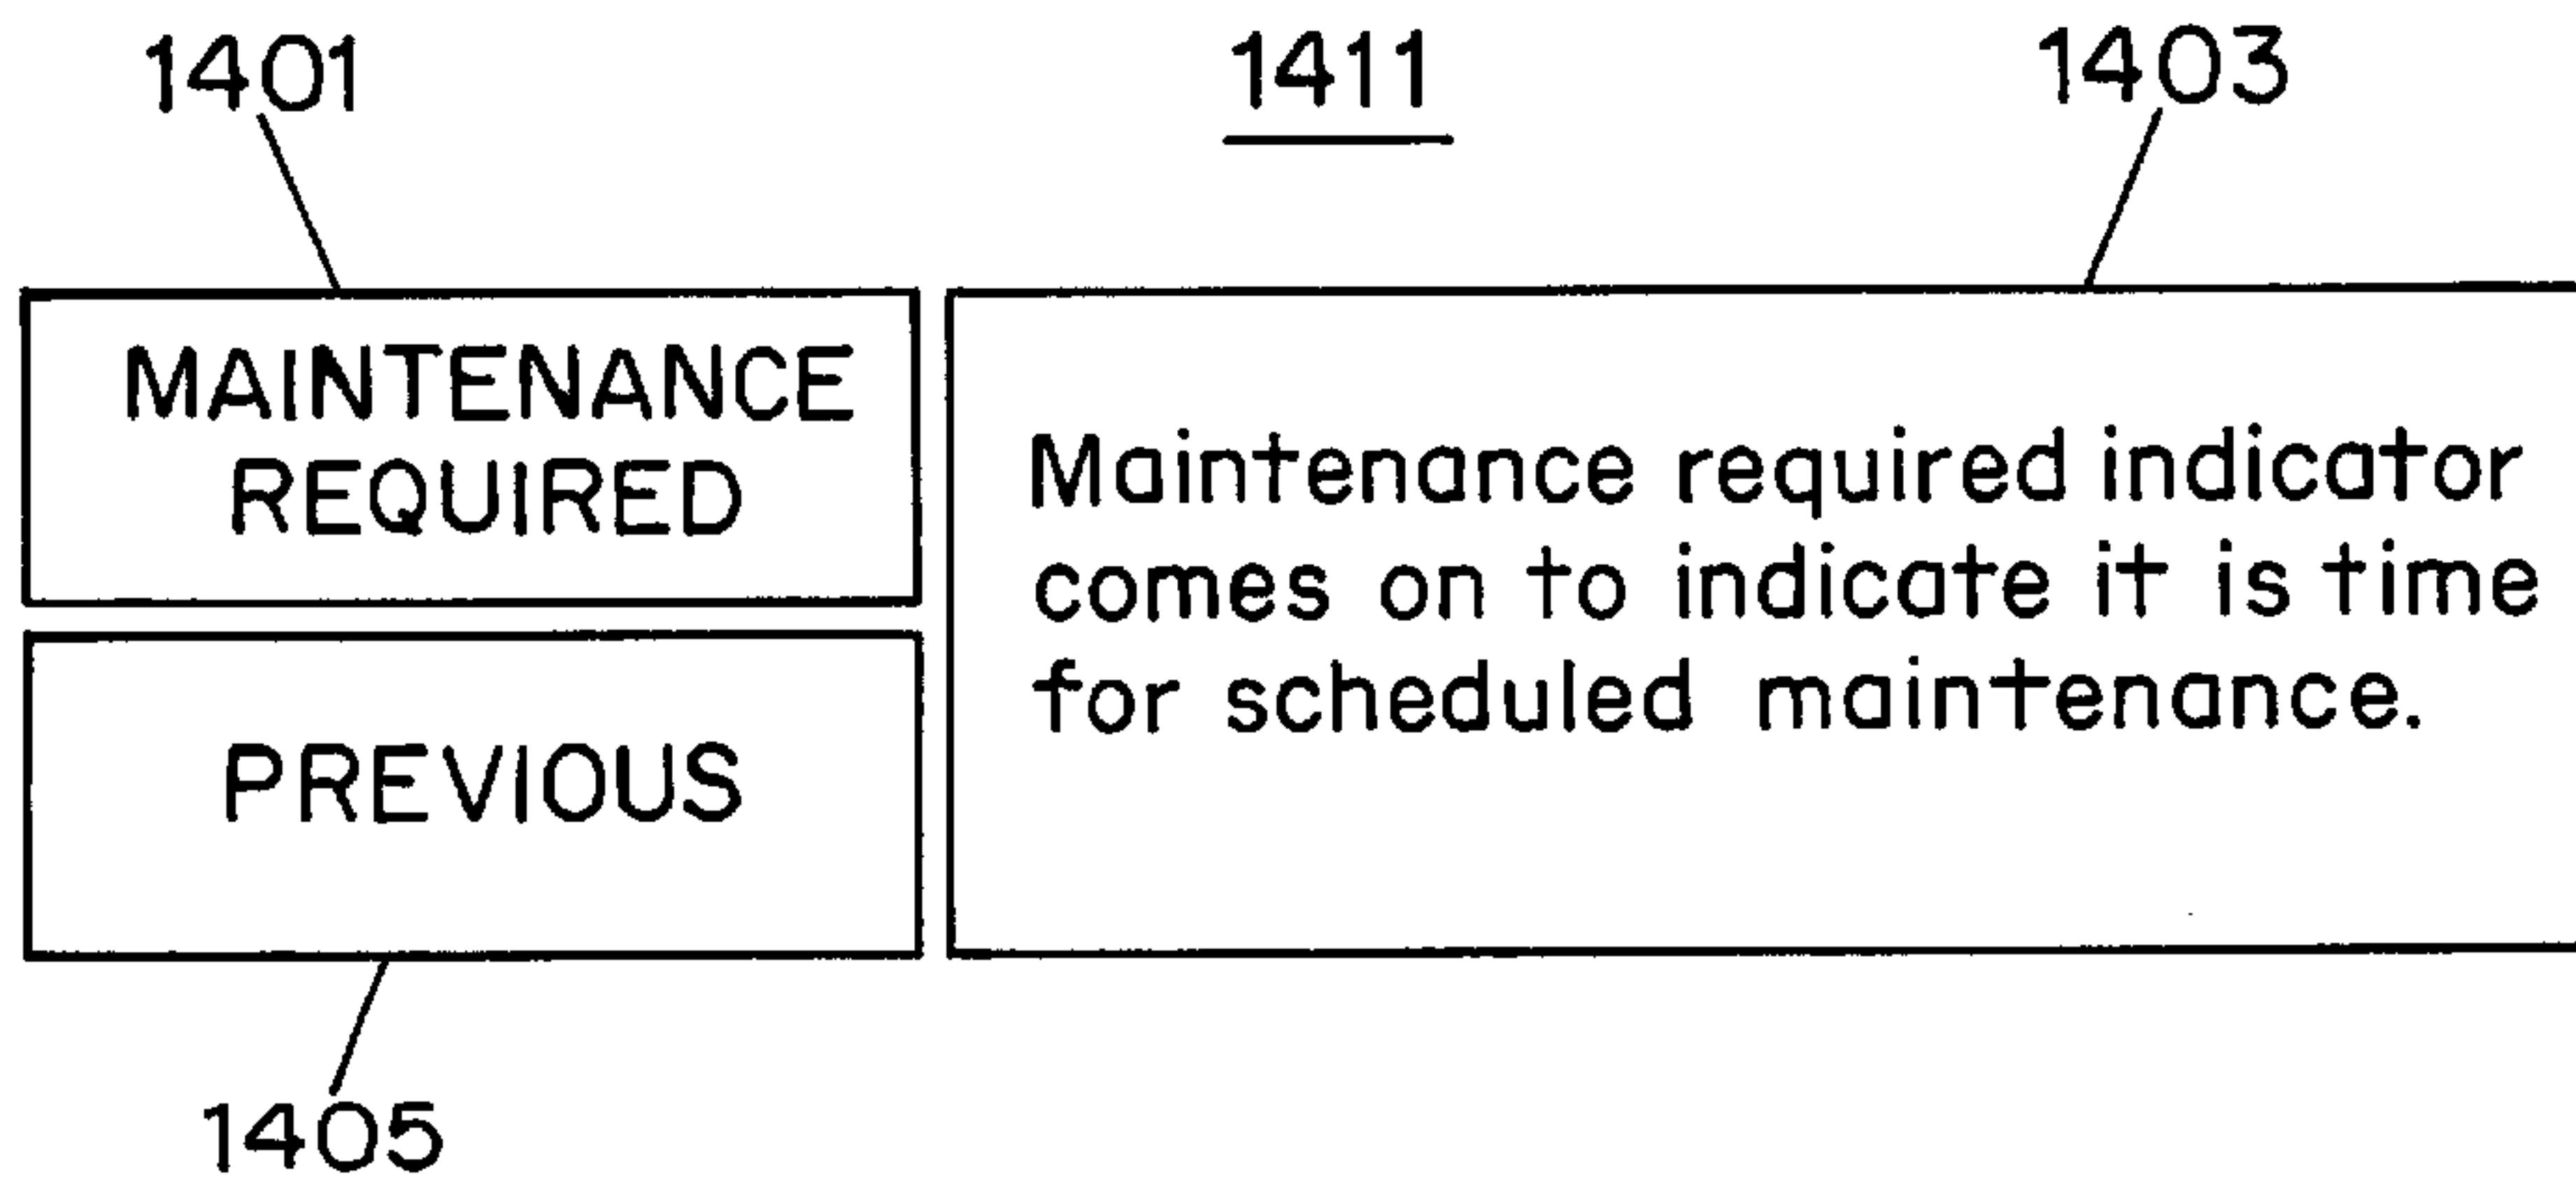 1401
1411
1403
MAINTENANCE
REQUIRED
Maintenance required indicator
comes on to indicate it is time
for scheduled maintenance.
PREVIOUS
1405